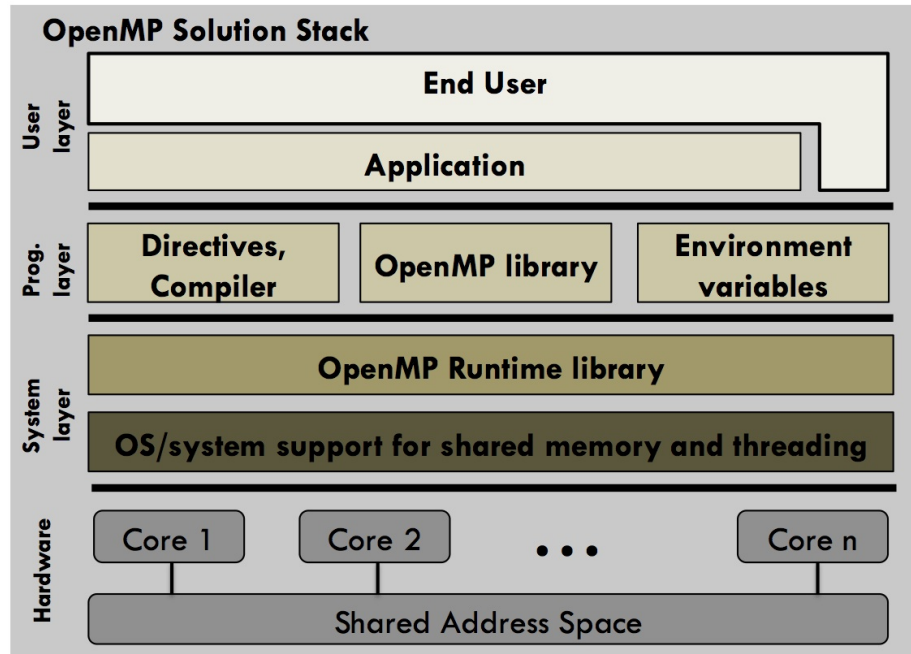 OpenMP Solution Stack
User
layer
End User
Application
Prog.
layer
Directives,
Compiler
OpenMP library
Environment
variables
System
layer
OpenMP Runtime library
OS/system support for shared memory and threading
Hardware
Core 1
Core 2
•••
Core n
Shared Address Space